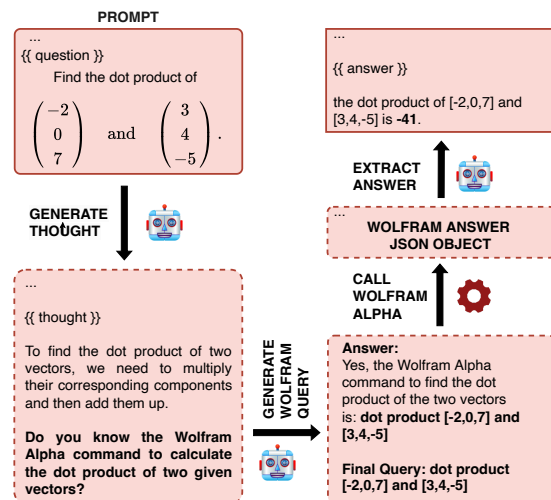 PROMPT
...
{{ question }}
Find the dot product of
−2
0
7
and
3
4
−5
.
GENERATE
THOUGHT
...
{{ thought }}
To find the dot product of two
vectors, we need to multiply
their corresponding components
and then add them up.
Do you know the Wolfram
Alpha command to calculate
the dot product of two given
vectors?
GENERATE
WOLFRAM
QUERY
Answer:
Yes, the Wolfram Alpha
command to find the dot
product of the two vectors
is: dot product [-2,0,7] and
[3,4,-5]
Final Query: dot product
[-2,0,7] and [3,4,-5]
CALL
WOLFRAM
ALPHA
...
WOLFRAM ANSWER
JSON OBJECT
EXTRACT
ANSWER
...
{{ answer }}
the dot product of [-2,0,7] and
[3,4,-5] is -41.